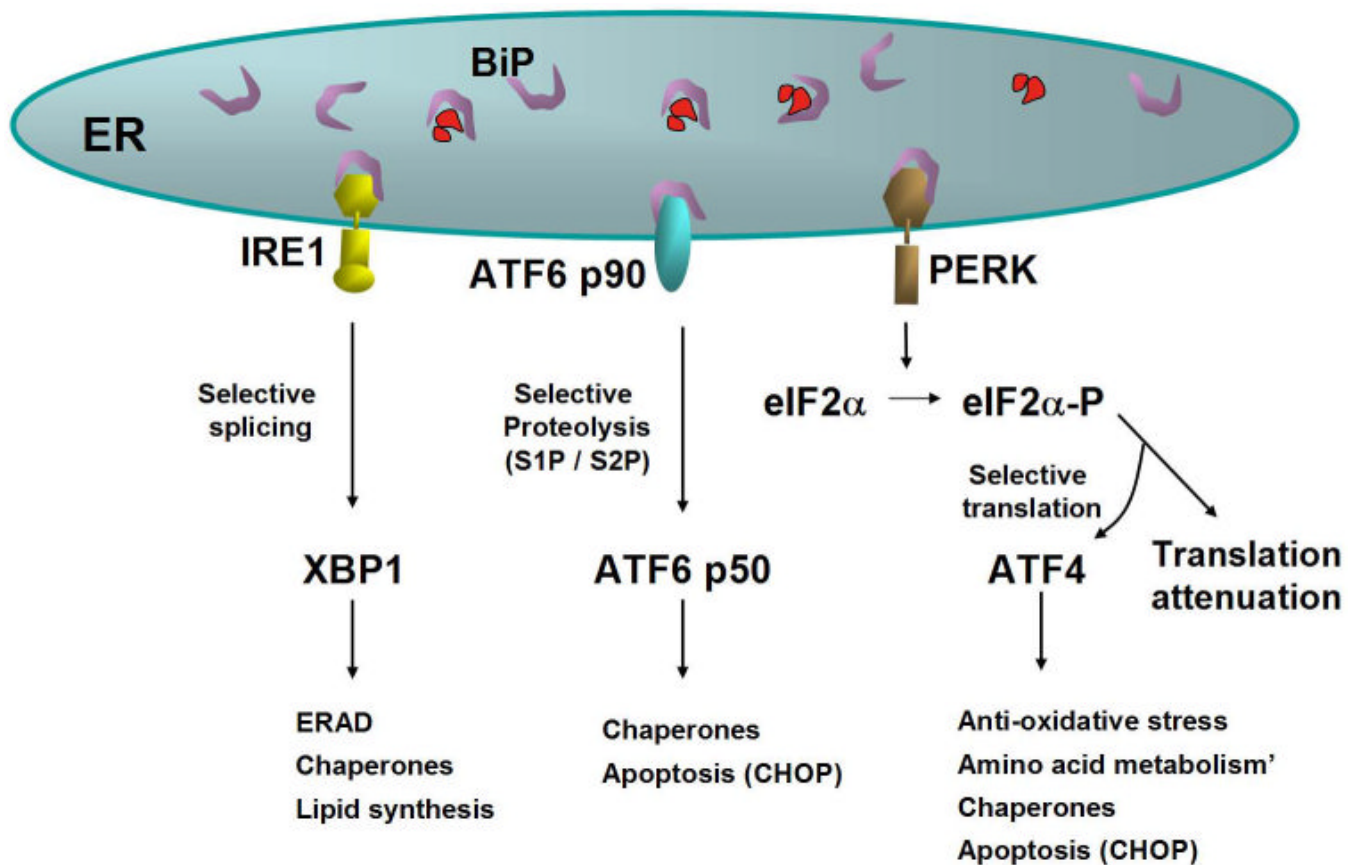 BiP
ER
IRE1
ATF6 p90
PERK
Selective
splicing
Selective
Proteolysis
(S1P / S2P)
eIF2α
eIF2α-P
Selective
translation
XBP1
ATF6 p50
ATF4
Translation
attenuation
ERAD
Chaperones
Lipid synthesis
Chaperones
Apoptosis (CHOP)
Anti-oxidative stress
Amino acid metabolism’
Chaperones
Apoptosis (CHOP)